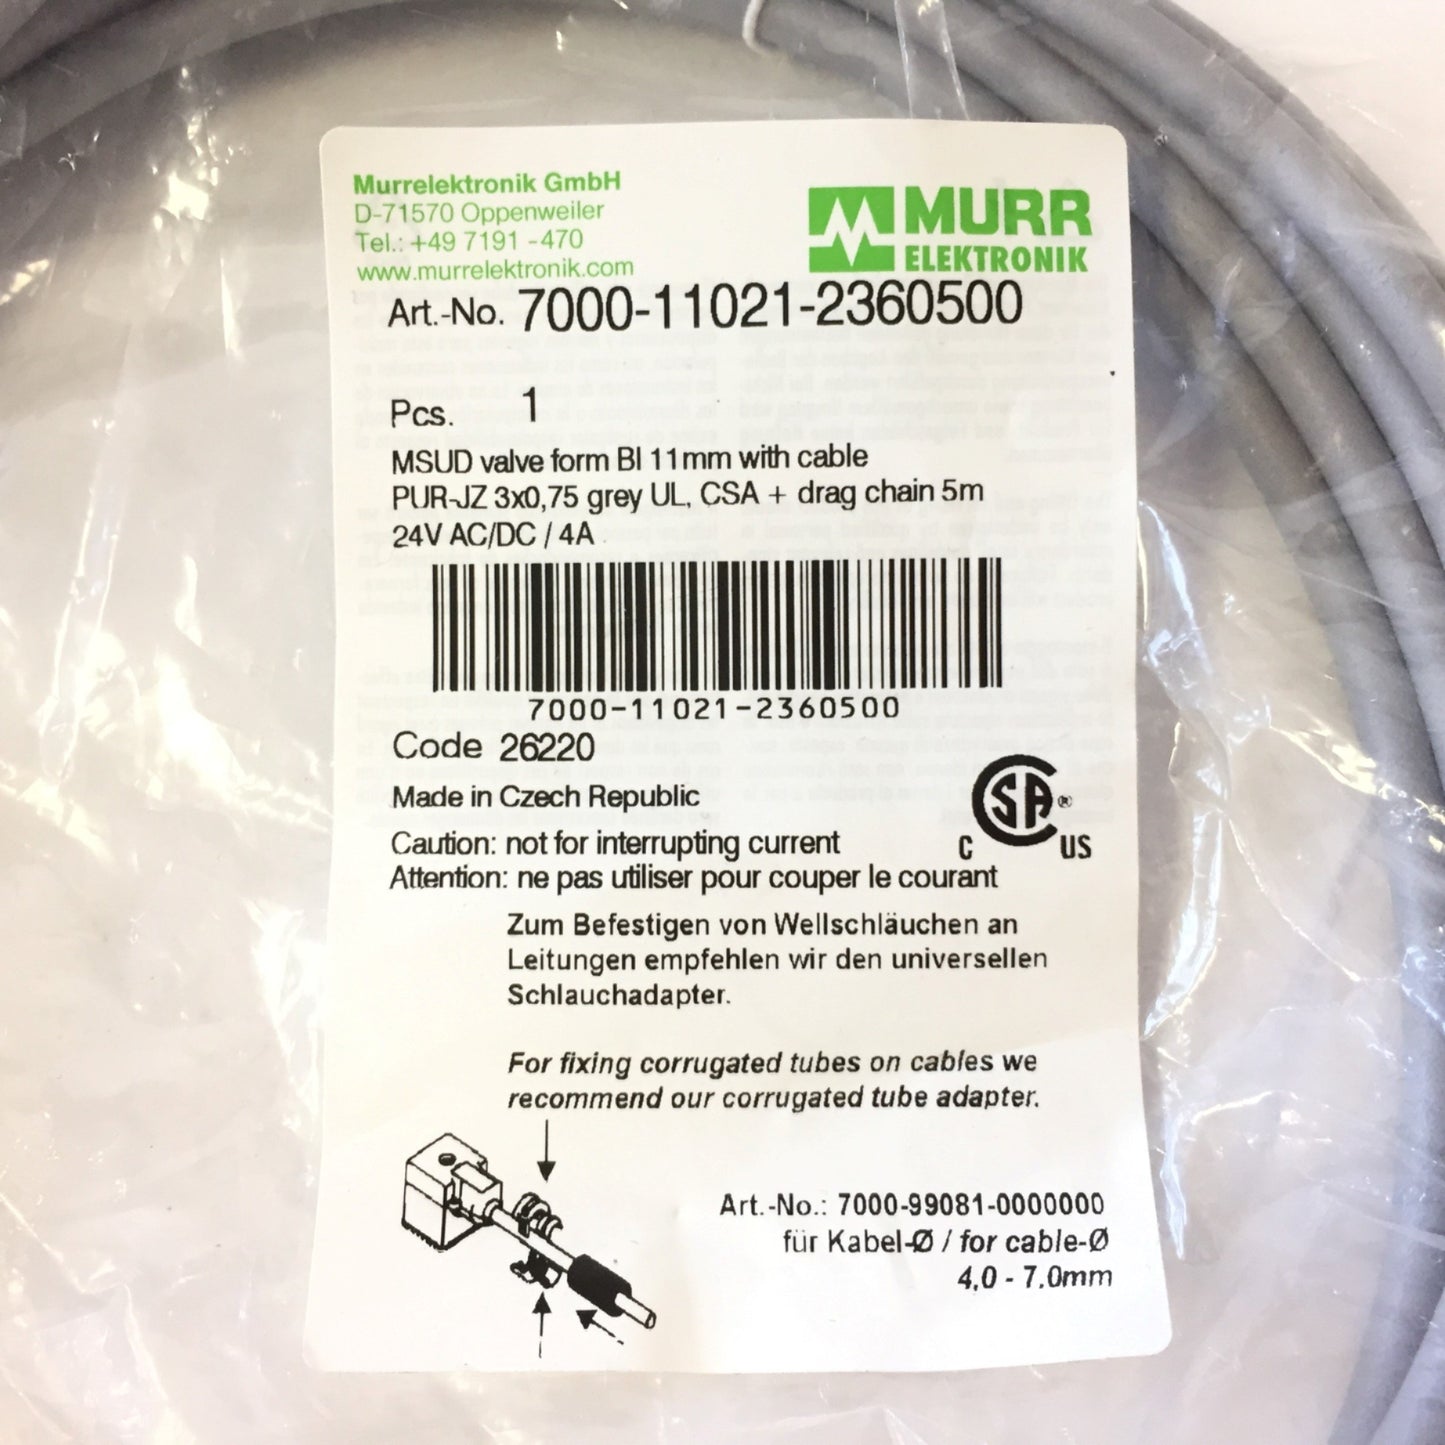 Murrelektronik GmbH
D-71570 Oppenweiler
Tel.: +49 7191 -470
www.murrelektronik.com
MURR
ELEKTRONIK
Art.-No. 7000-11021-2360500
Pcs. 1
MSUD valve form BI 11mm with cable
PUR-JZ 3x0,75 grey UL, CSA + drag chain 5m
24V AC/DC / 4A
7000-11021-2360500
Code 26220
Made in Czech Republic
C SA ® US
Caution: not for interrupting current
Attention: ne pas utiliser pour couper le courant
Zum Befestigen von Wellschläuchen an
Leitungen empfehlen wir den universellen
Schlauchadapter.
For fixing corrugated tubes on cables we
recommend our corrugated tube adapter.
Art.-No.: 7000-99081-0000000
für Kabel-Ø / for cable-Ø
4,0 - 7.0mm